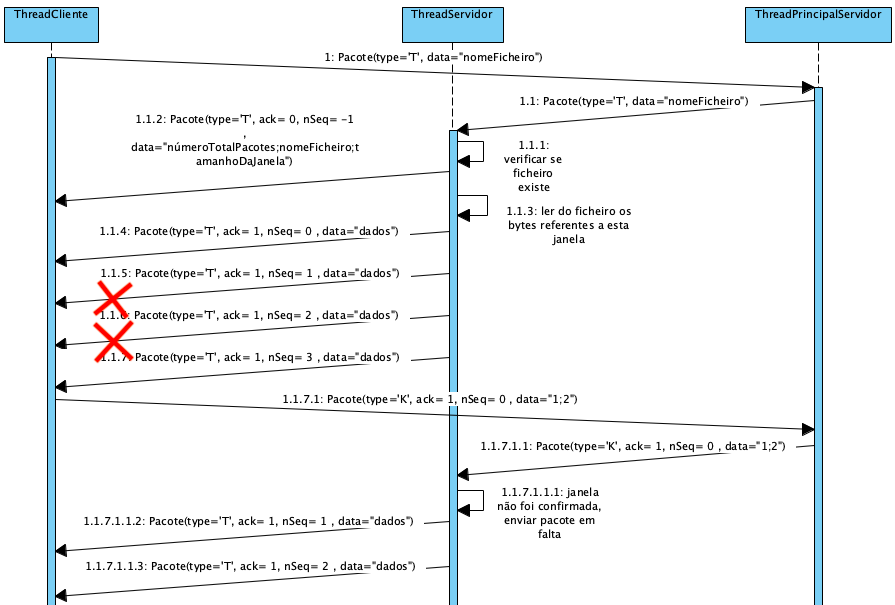 ThreadCliente
ThreadServidor
ThreadPrincipalServidor
1: Pacote(type='T', data="nomeFicheiro")
1.1: Pacote(type='T', data="nomeFicheiro")
1.1.2: Pacote(type='T', ack= 0, nSeq= -1
,
data="númeroTotalPacotes;nomeFicheiro;t
amanhoDaJanela")
1.1.1:
verificar se
ficheiro
existe
1.1.3: ler do ficheiro os
bytes referentes a esta
janela
1.1.4: Pacote(type='T', ack= 1, nSeq= 0 , data="dados")
1.1.5: Pacote(type='T', ack= 1, nSeq= 1 , data="dados")
1.1.6: Pacote(type='T', ack= 1, nSeq= 2 , data="dados")
1.1.7: Pacote(type='T', ack= 1, nSeq= 3 , data="dados")
1.1.7.1: Pacote(type='K', ack= 1, nSeq= 0 , data="1;2")
1.1.7.1.1: Pacote(type='K', ack= 1, nSeq= 0 , data="1;2")
1.1.7.1.1.1: janela
não foi confirmada,
enviar pacote em
falta
1.1.7.1.1.2: Pacote(type='T', ack= 1, nSeq= 1 , data="dados")
1.1.7.1.1.3: Pacote(type='T', ack= 1, nSeq= 2 , data="dados")